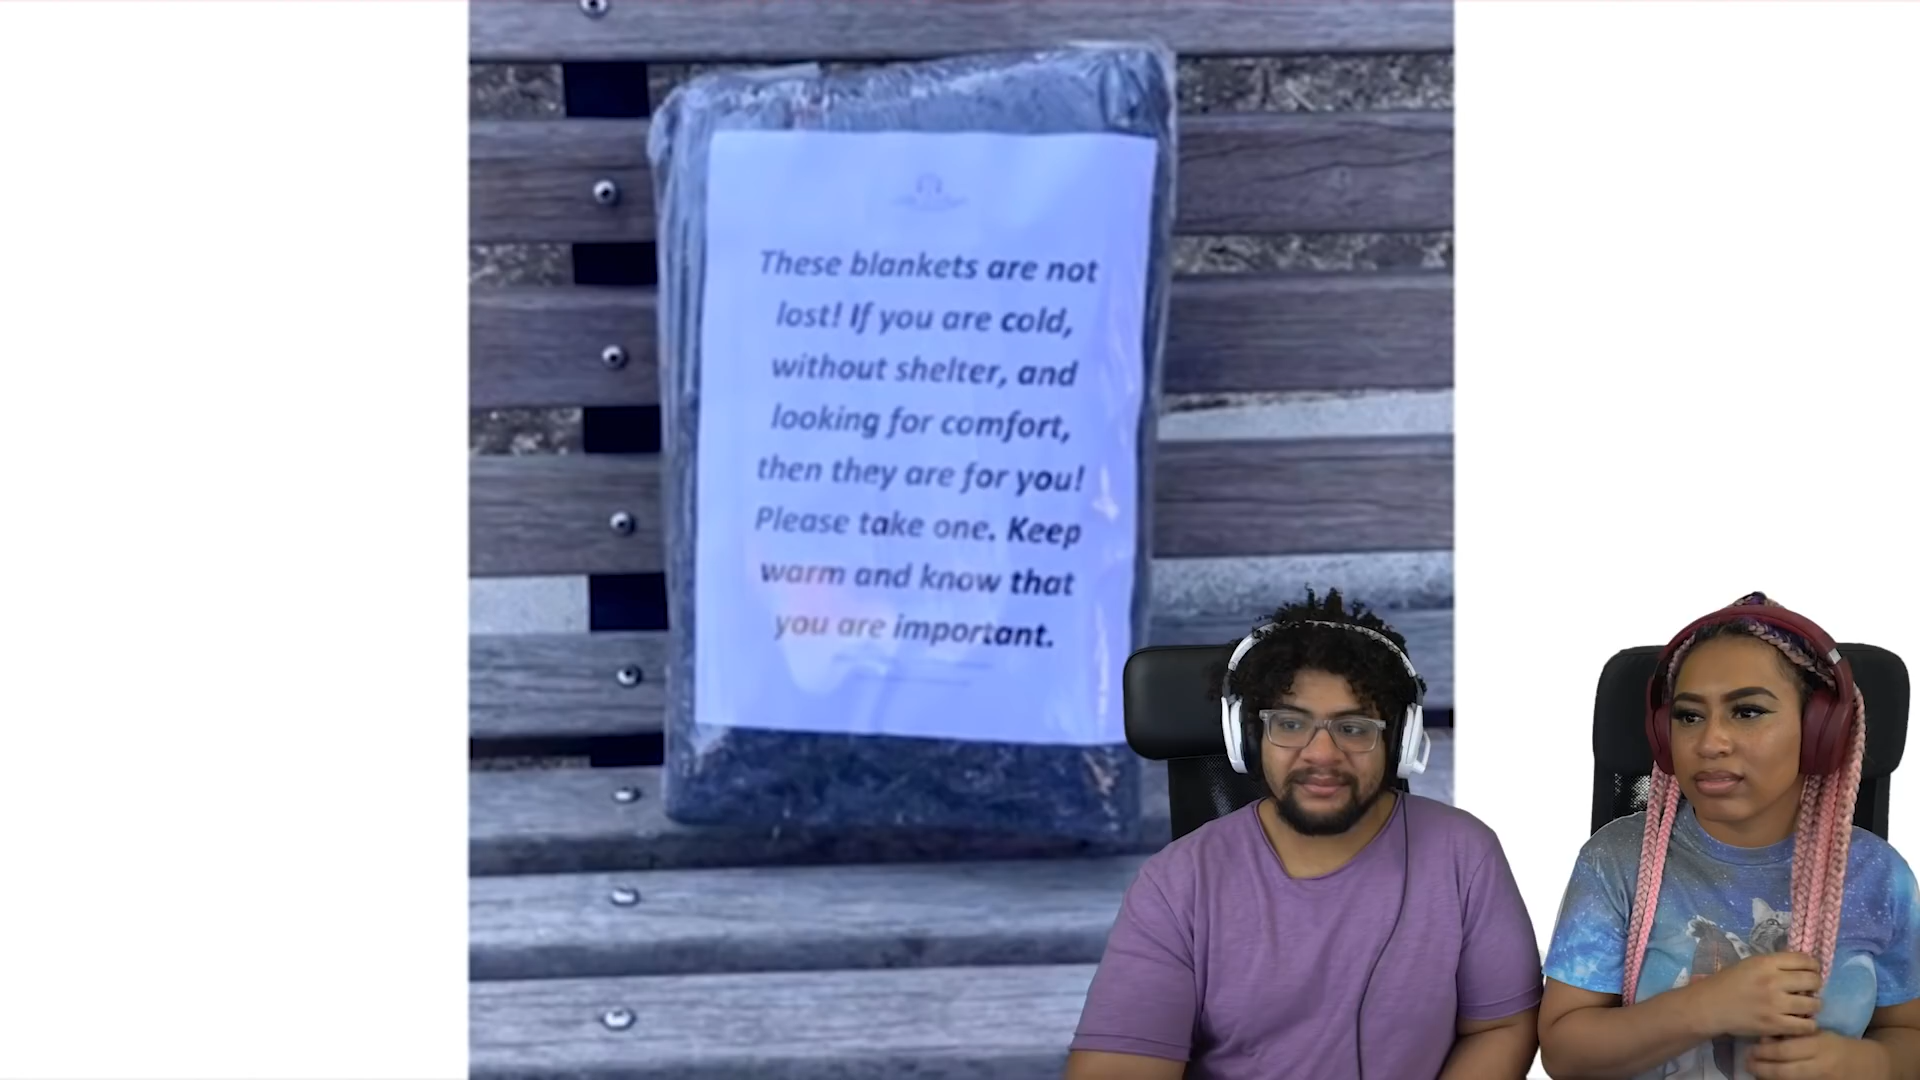 These blankets are not
lost! If you are cold,
without shelter, and
looking for comfort,
then they are for you!
Please take one. Keep
warm and know that
you are important.